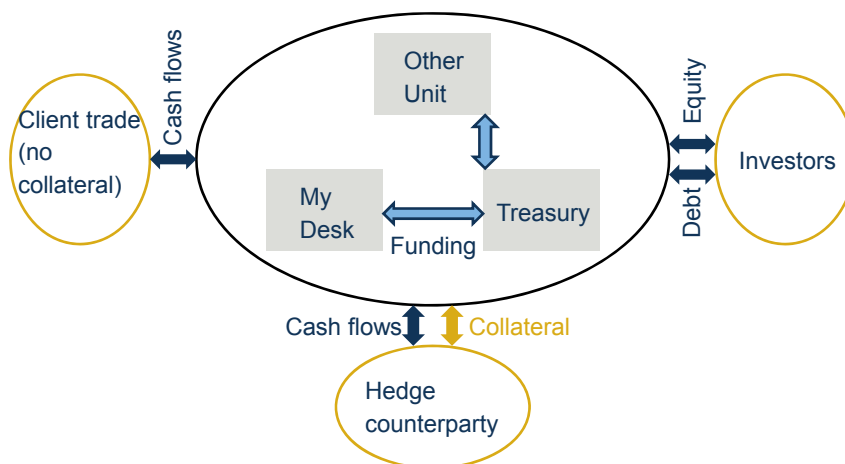 Other
Unit
Cash flows
Client trade
(no
collateral)
Equity
Investors
Debt
My
Desk
Treasury
Funding
Cash flows
Collateral
Hedge
counterparty